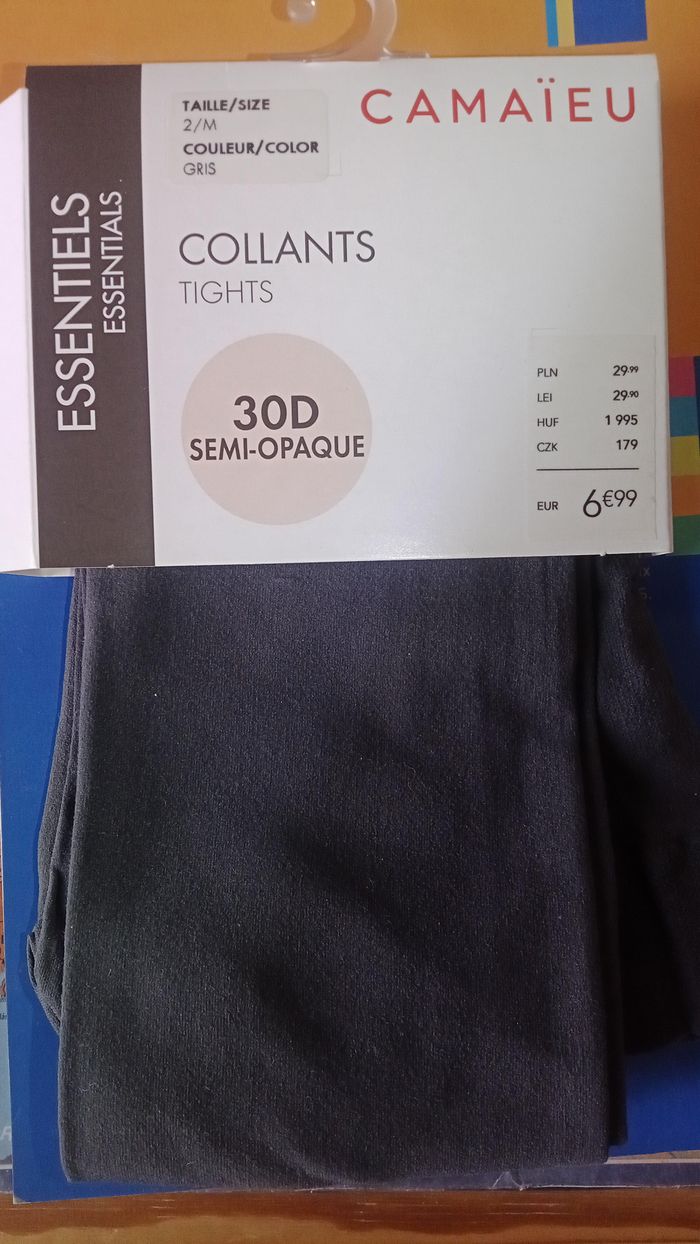 CAMAÏEU
TAILLE/SIZE
2/M
COULEUR/COLOR
GRIS
ESSENTIELS
ESSENTIALS
COLLANTS
TIGHTS
30D
SEMI-OPAQUE
PLN 29.99
LEI 29.90
HUF 1 995
CZK 179
EUR 6€99